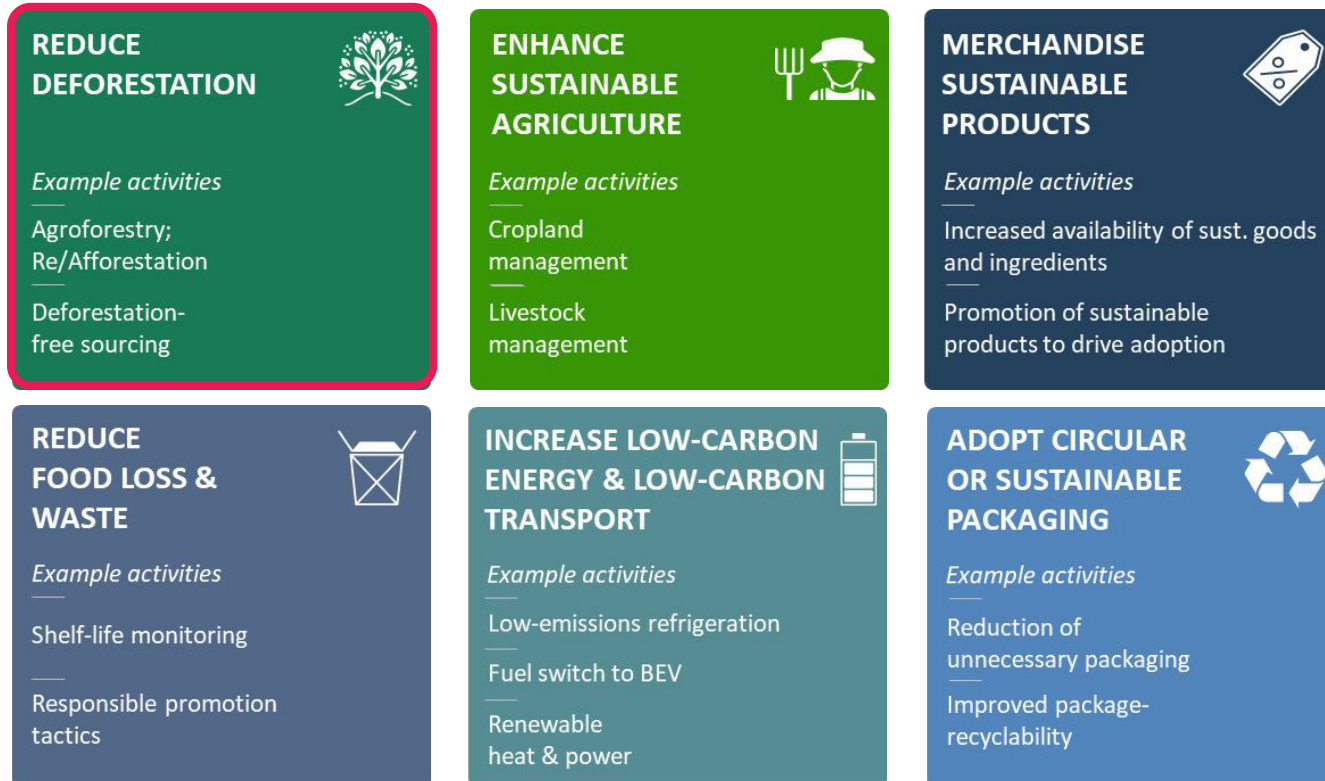 REDUCE
DEFORESTATION
Example activities
Agroforestry;
Re/Afforestation
Deforestation-
free sourcing
ENHANCE
SUSTAINABLE
AGRICULTURE
Example activities
Cropland
management
Livestock
management
MERCHANDISE
SUSTAINABLE
PRODUCTS
Example activities
Increased availability of sust. goods
and ingredients
Promotion of sustainable
products to drive adoption
REDUCE
FOOD LOSS &
WASTE
Example activities
Shelf-life monitoring
Responsible promotion
tactics
INCREASE LOW-CARBON
ENERGY & LOW-CARBON
TRANSPORT
Example activities
Low-emissions refrigeration
Fuel switch to BEV
Renewable
heat & power
ADOPT CIRCULAR
OR SUSTAINABLE
PACKAGING
Example activities
Reduction of
unnecessary packaging
Improved package-
recyclability